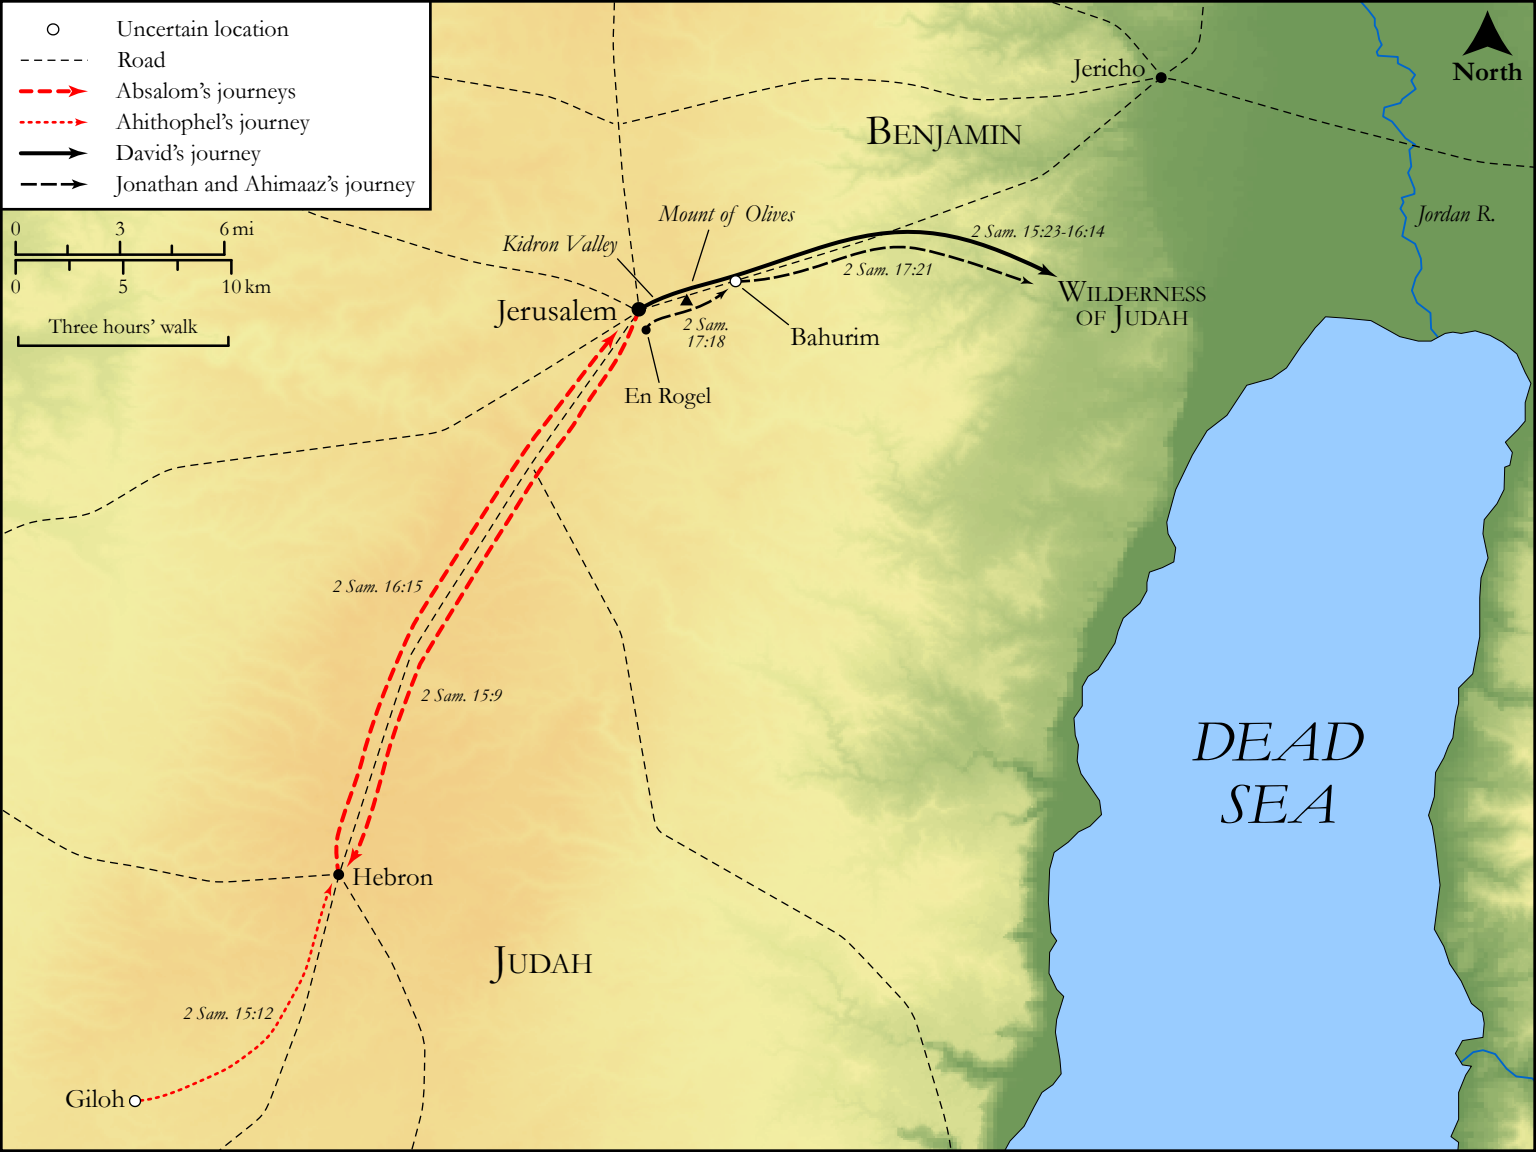 Uncertain location
Road
Absalom's journeys
Ahithophel's journey
David's journey
Jonathan and Ahimaaz's journey
0 3 6 mi
0 5 10 km
Three hours' walk
North
Jericho
BENJAMIN
Jordan R.
Mount of Olives
Kidron Valley
2 Sam. 15:23-16:14
2 Sam. 17:21
WILDERNESS
OF JUDAH
Jerusalem
2 Sam.
17:18
Bahurim
En Rogel
2 Sam. 16:15
2 Sam. 15:9
DEAD
SEA
Hebron
JUDAH
2 Sam. 15:12
Giloh